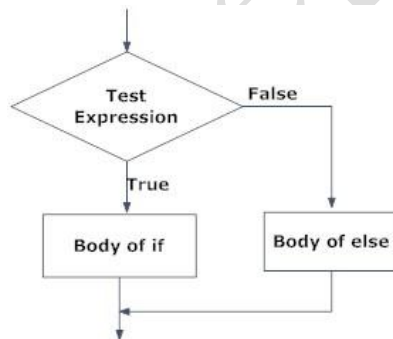 Test
Expression
False
True
Body of if
Body of else